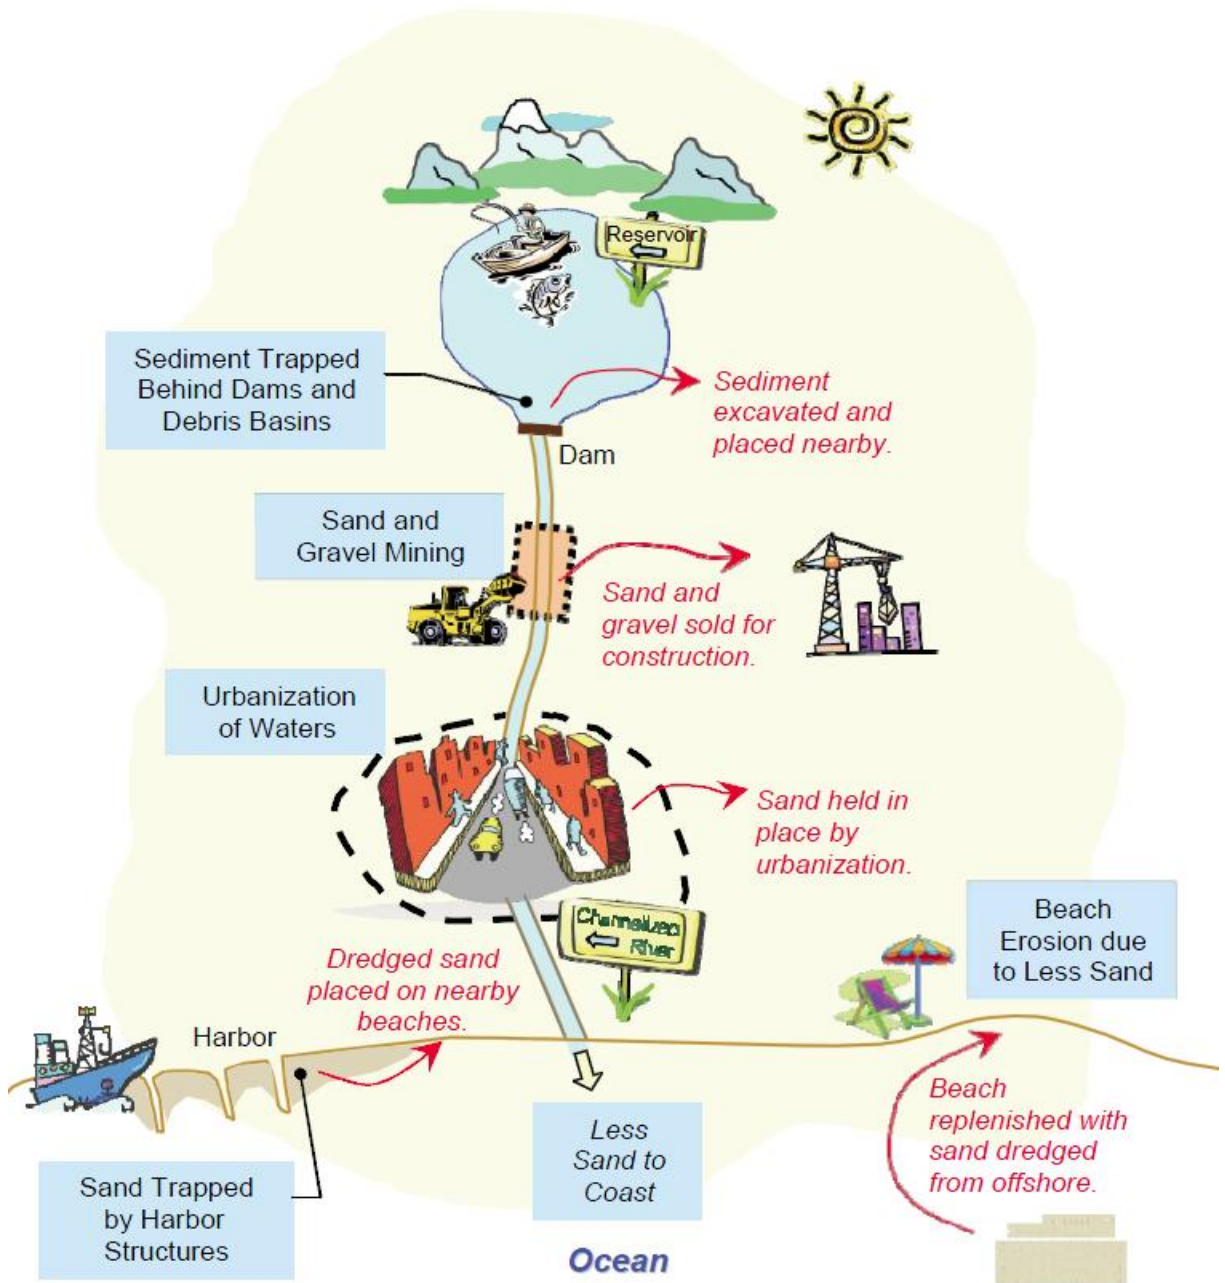 Reservoir
Sediment Trapped
Behind Dams and
Debris Basins
Sediment
excavated and
placed nearby.
Dam
Sand and
Gravel Mining
Sand and
gravel sold for
construction.
Urbanization
of Waters
Sand held in
place by
urbanization.
Channelized
River
Beach
Erosion due
to Less Sand
Dredged sand
placed on nearby
beaches.
Harbor
Beach
replenished with
sand dredged
from offshore.
Less
Sand to
Coast
Sand Trapped
by Harbor
Structures
Ocean